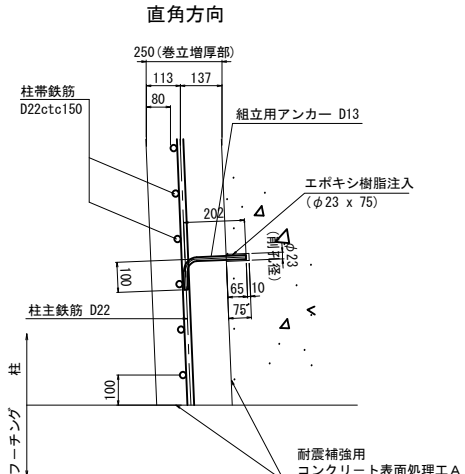 直角方向
250(巻立増厚部)
113
137
80
柱帯鉄筋
D22ctc150
組立用アンカー D13
エポキシ樹脂注入
(φ23 x 75)
202
φ23
(削孔径)
100
65
10
75
柱主鉄筋 D22
柱
100
フーチング
耐震補強用
コンクリート表面処理工A